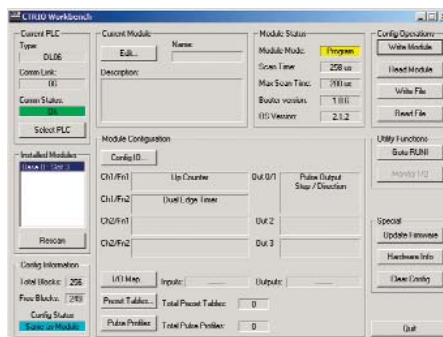 CTRIO Workbench
Current PLC
Type:
DL06
Comm Link:
06
Comm Status:
Ok
Select PLC
Installed Modules
Base 0: Slot 3
Rescan
Config Information
Total Blocks: 256
Free Blocks: 249
Config Status
Same as Module
Current Module
Edit...
Name:
Description:
Module Status
Module Mode: Program
Scan Time: 258 us
Max Scan Time:
Booter version:
OS Version: 2.1.2
Module Configuration
Config IO...
Ch1/Fn1 Up Counter
Ch1/Fn2 Dual Edge Timer
Ch2/Fn1
Ch2/Fn2
Out 0/1 Pulse Output
Step / Direction
Out 2
Out 3
I/O Map Inputs: Outputs:
Preset Tables... Total Preset Tables: 0
Pulse Profiles Total Pulse Profiles: 0
Config Operations
Write Module
Read Module
Write File
Read File
Utility Functions
Goto RUN!
Monitor I/O
Special
Update Firmware
Hardware Info
Clear Config
Quit